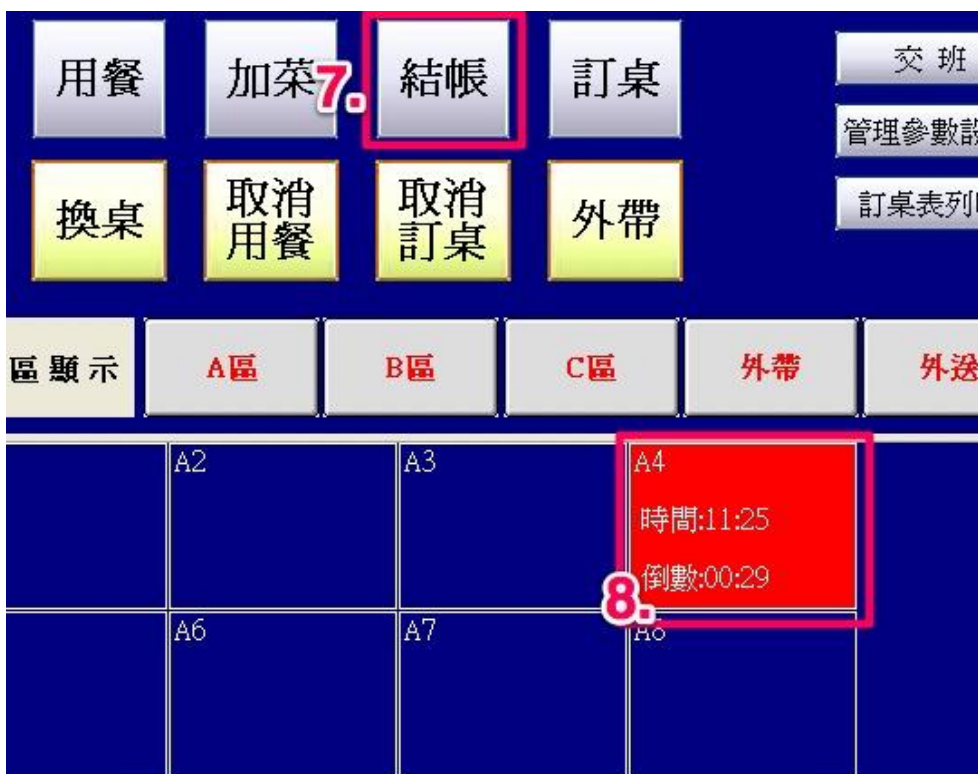 用餐
加菜
7.
結帳
訂桌
交 班
管理參數設
換桌
取消
用餐
取消
訂桌
外帶
訂桌表列
區顯示
A區
B區
C區
外帶
外送
A2
A3
A4
時間:11:25
倒數:00:29
8.
A6
A7
A8